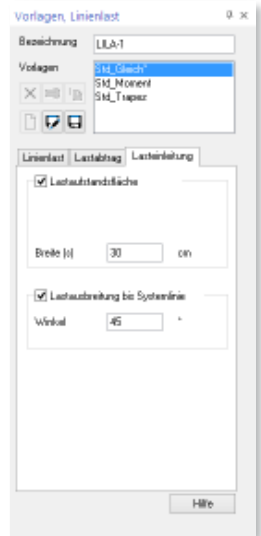 Vorlagen, Linienlast
Bezeichnung LILA-1
Vorlagen
Std_Gleich*
Std_Moment
Std_Trapez
Linienlast Lastabtrag Lasteinleitung
Lastaufstandsfläche
Breite (o) 30 cm
Lastausbreitung bis Systemlinie
Winkel 45 °
Hilfe